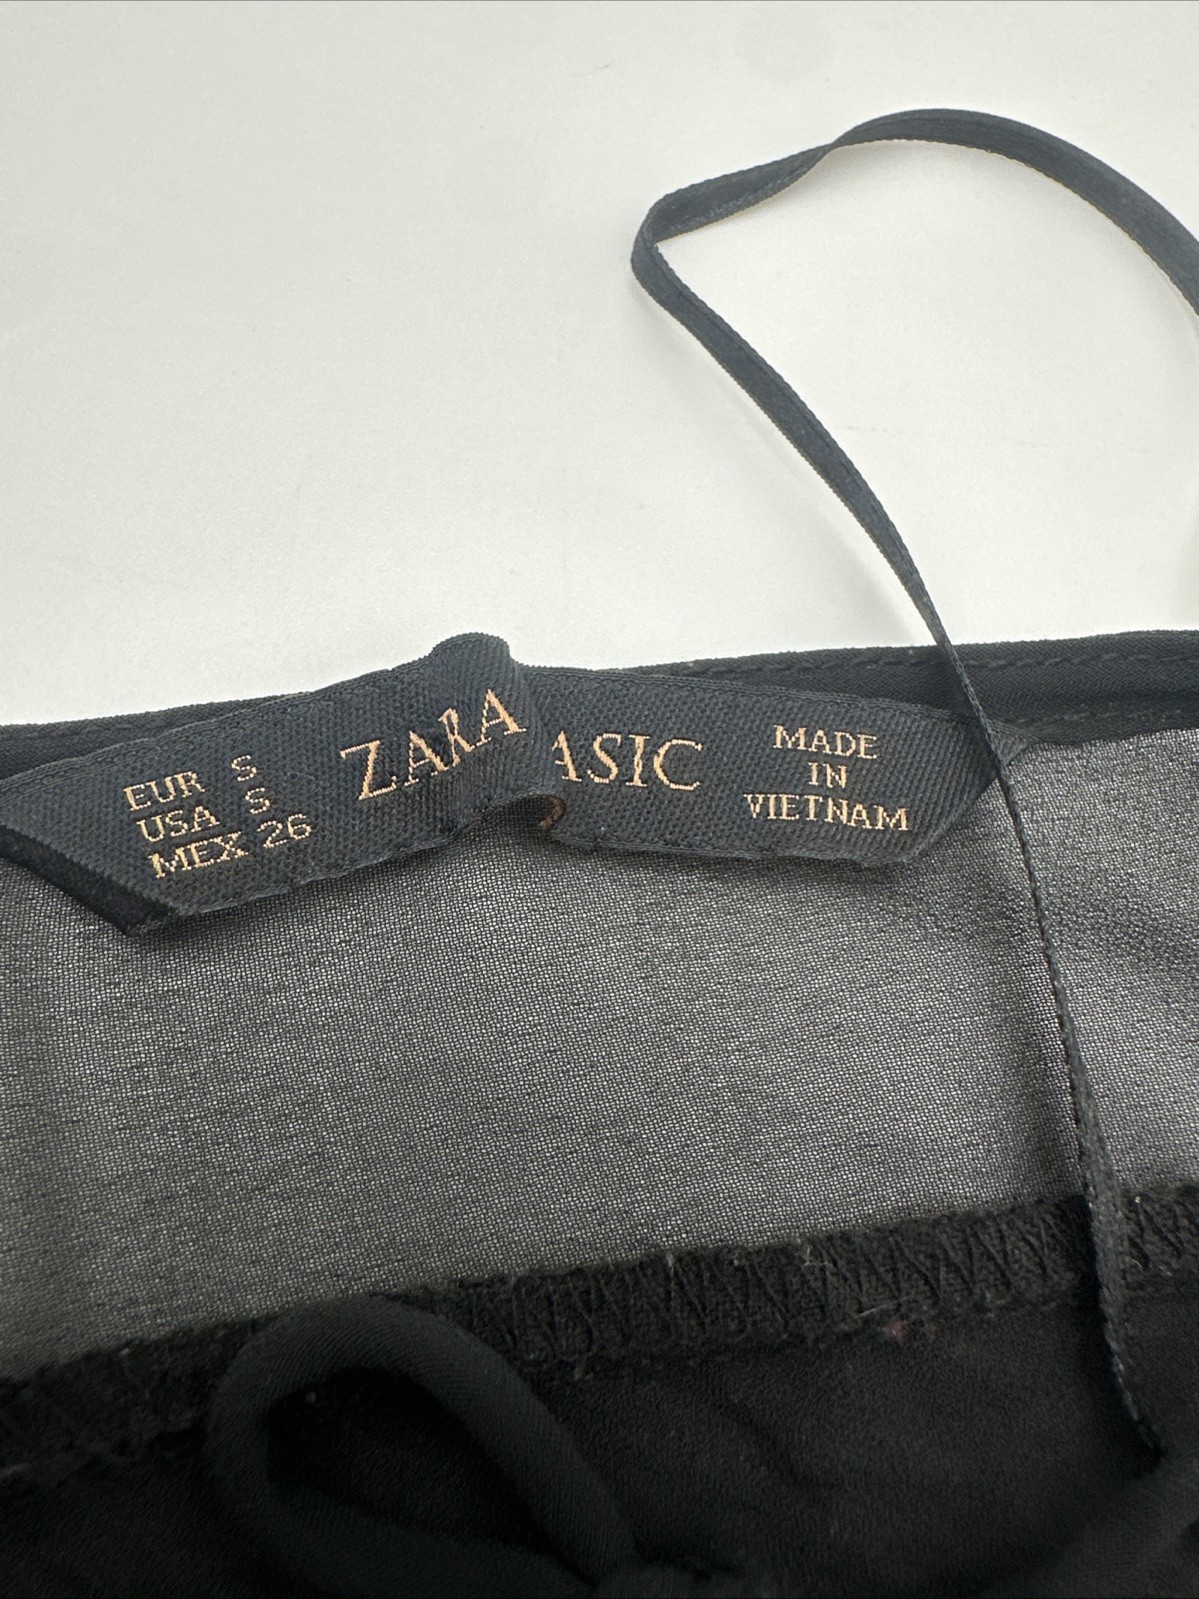 EUR S
USA S
MEX 26
ZARA
ASIC
MADE
IN
VIETNAM